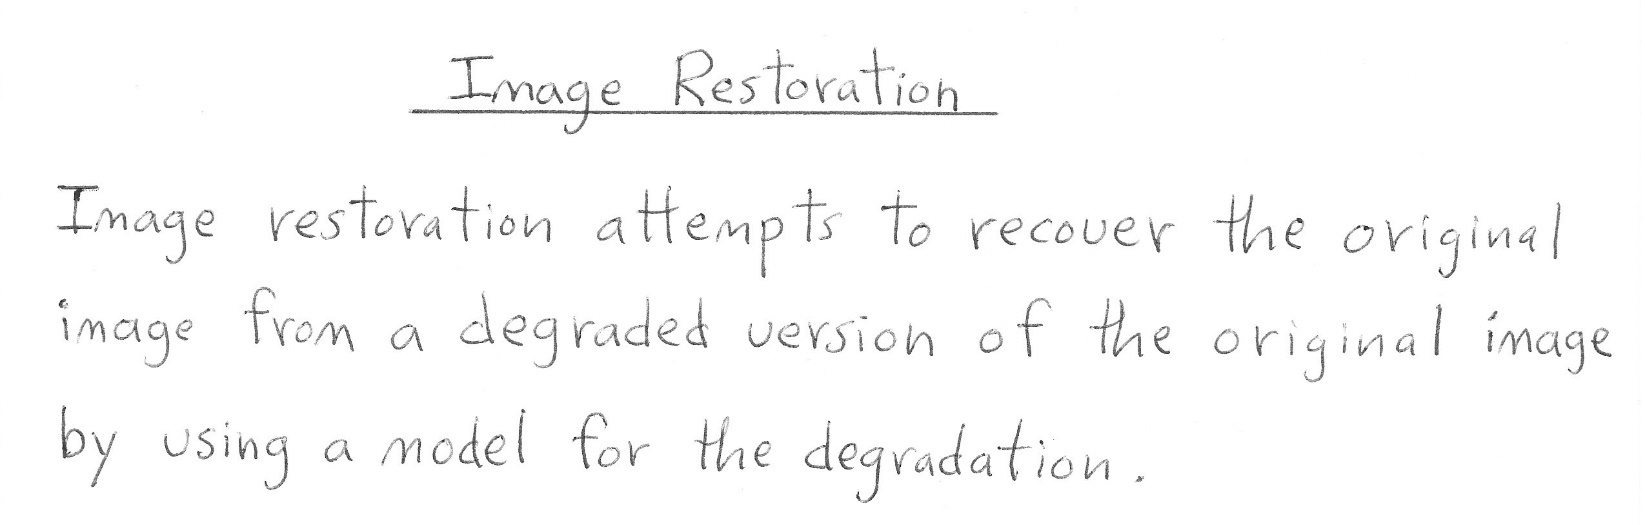 Image Restoration
Image restoration attempts to recover the original
image from a degraded version of the original image
by using a model for the degradation.